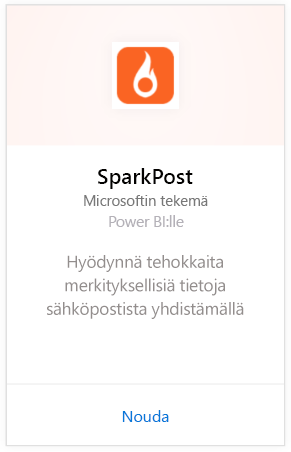 SparkPost
Microsoftin tekemä
Power BI:lle
Hyödynnä tehokkaita
merkityksellisiä tietoja
sähköpostista yhdistämällä
Nouda